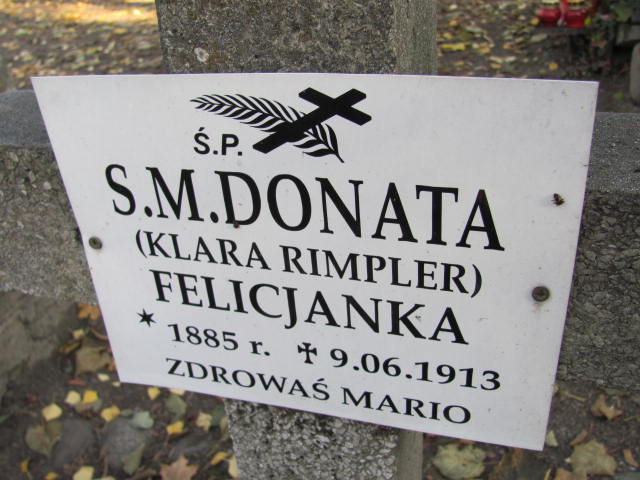 Ś.P.
S.M.DONATA
(KLARA RIMPLER)
FELICJANKA
* 1885 r. ✝ 9.06.1913
ZDROWAŚ MARIO